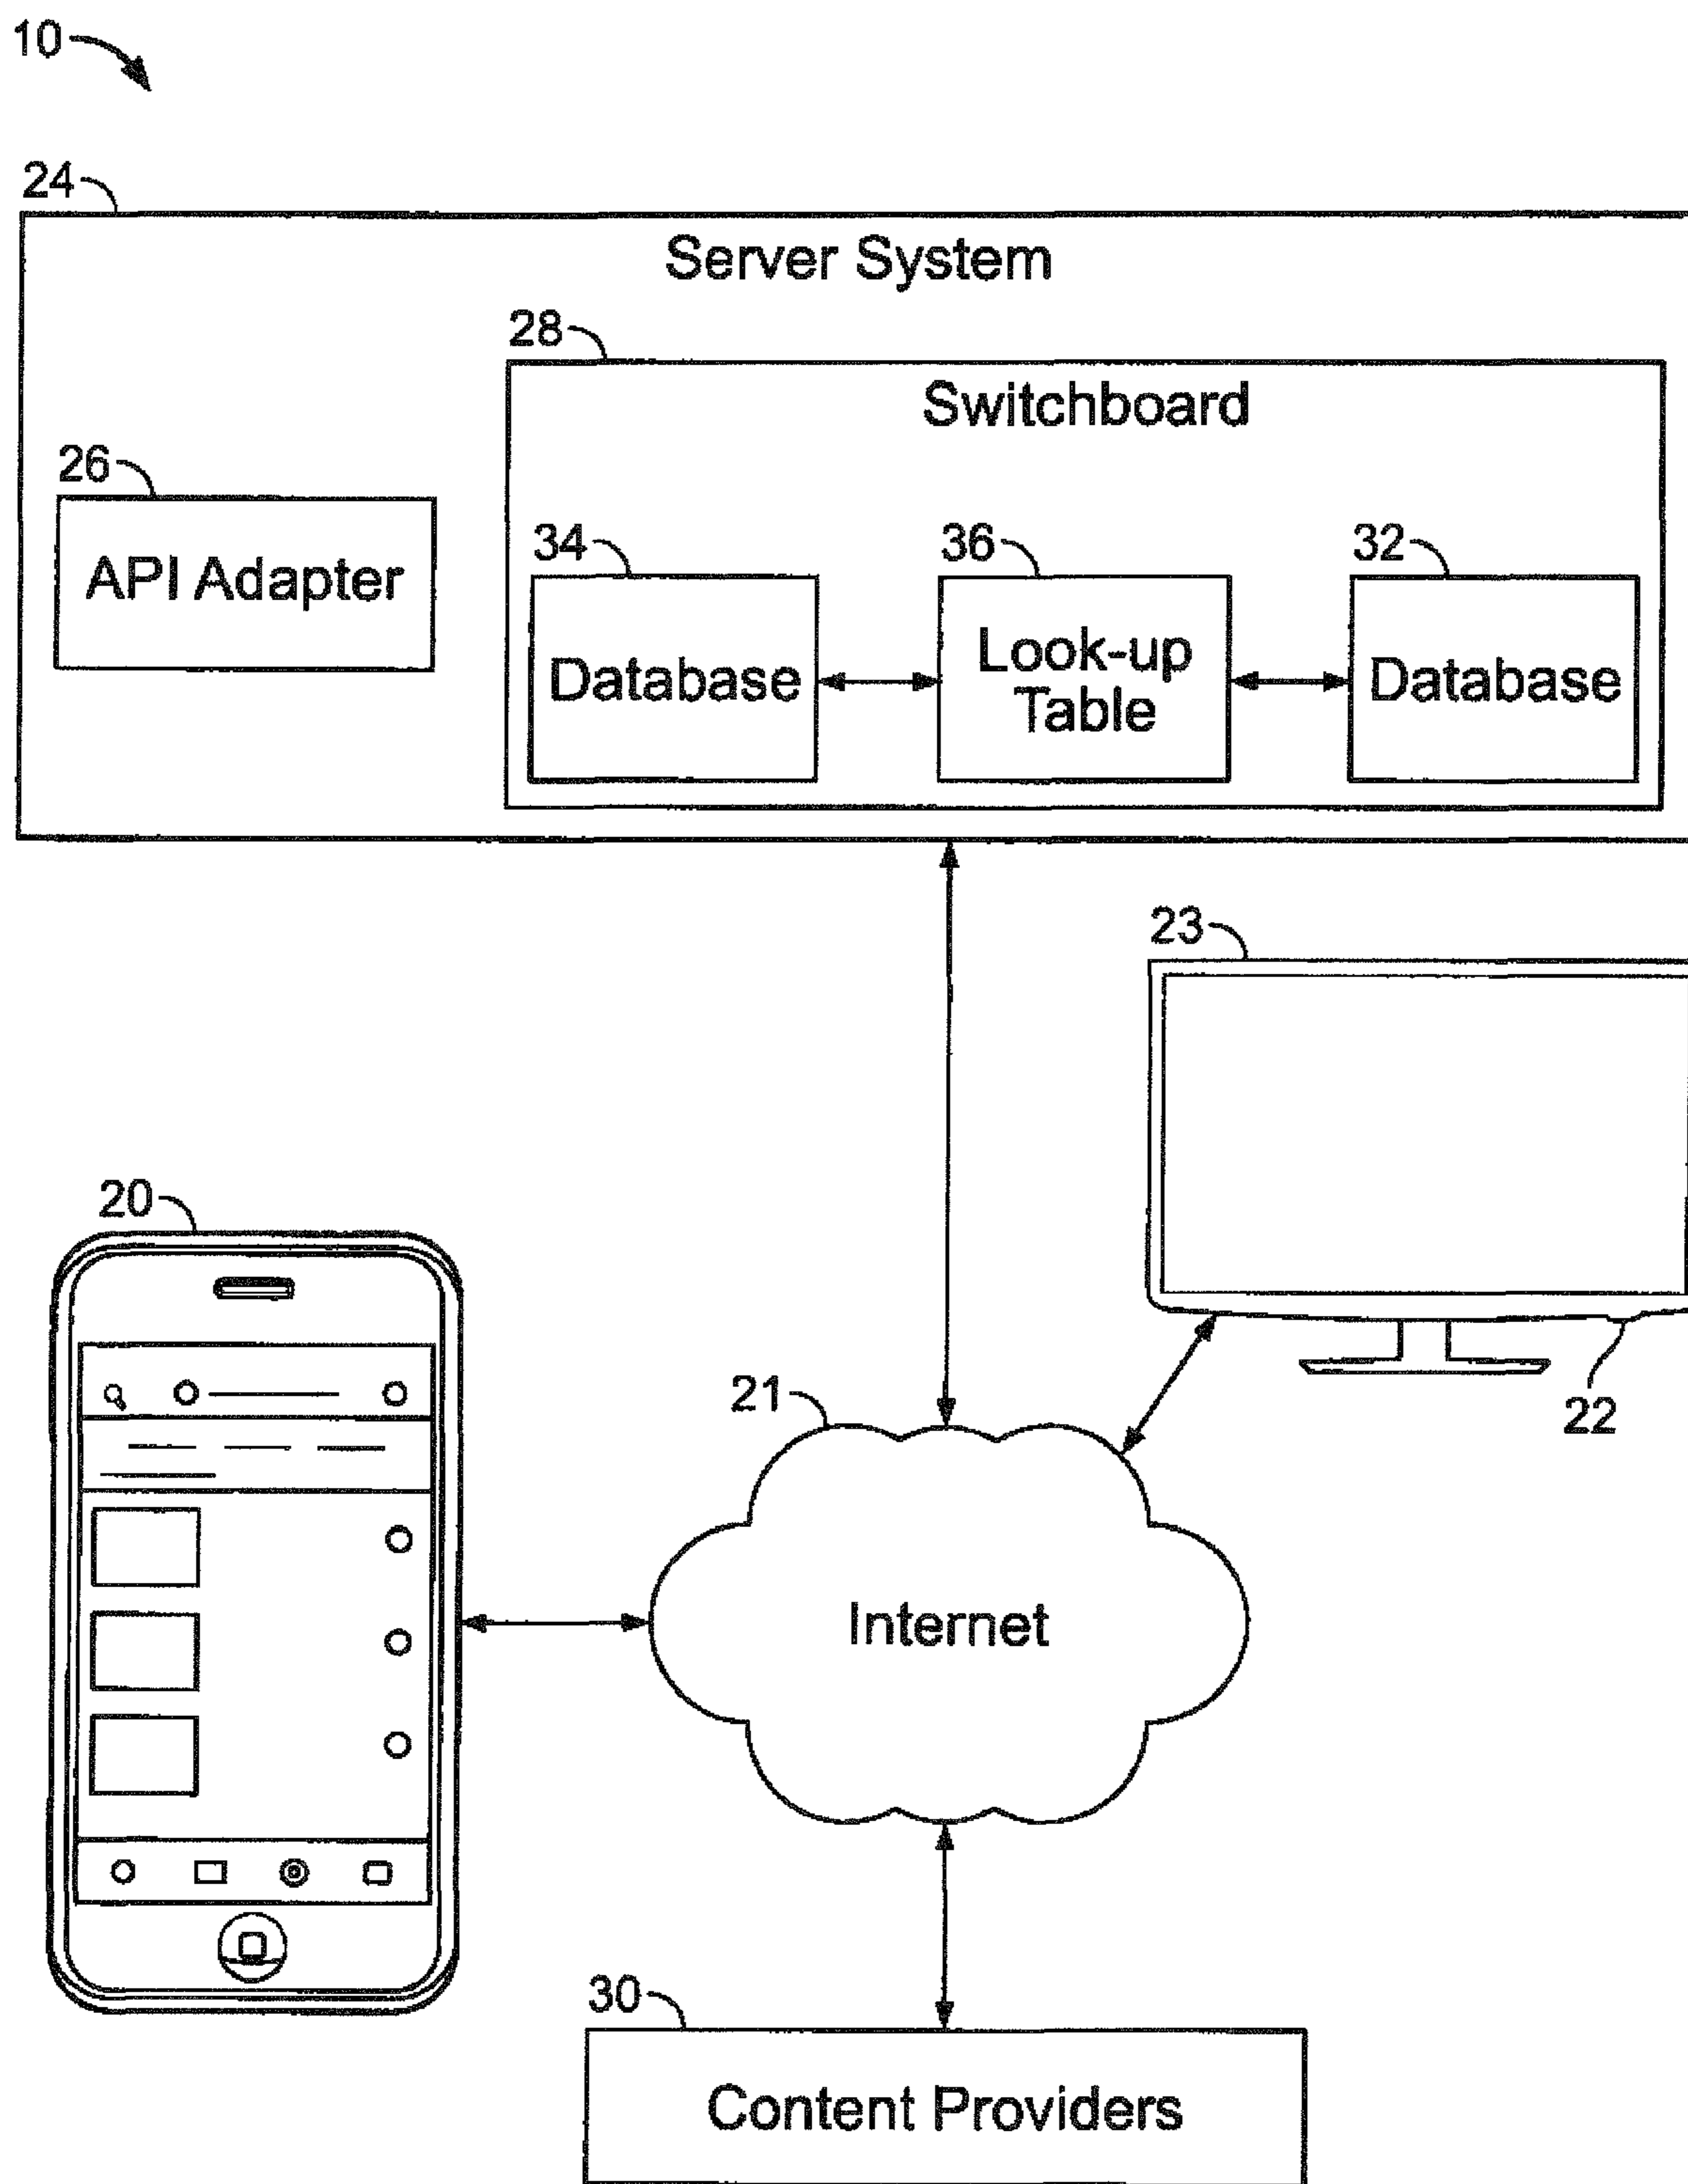 10
24
Server System
28
Switchboard
26
API Adapter
34
Database
36
Look-up
Table
32
Database
23
22
20
21
Internet
30
Content Providers